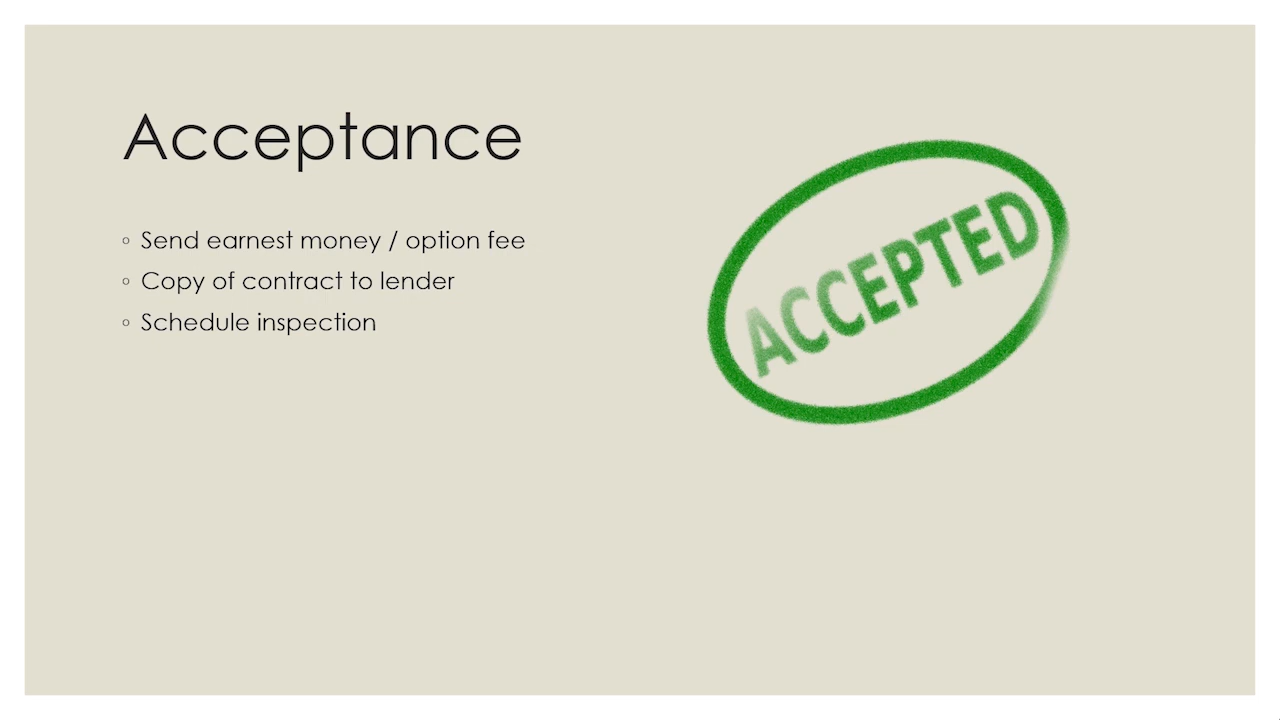 Acceptance
◦ Send earnest money / option fee
◦ Copy of contract to lender
◦ Schedule inspection
ACCEPTED